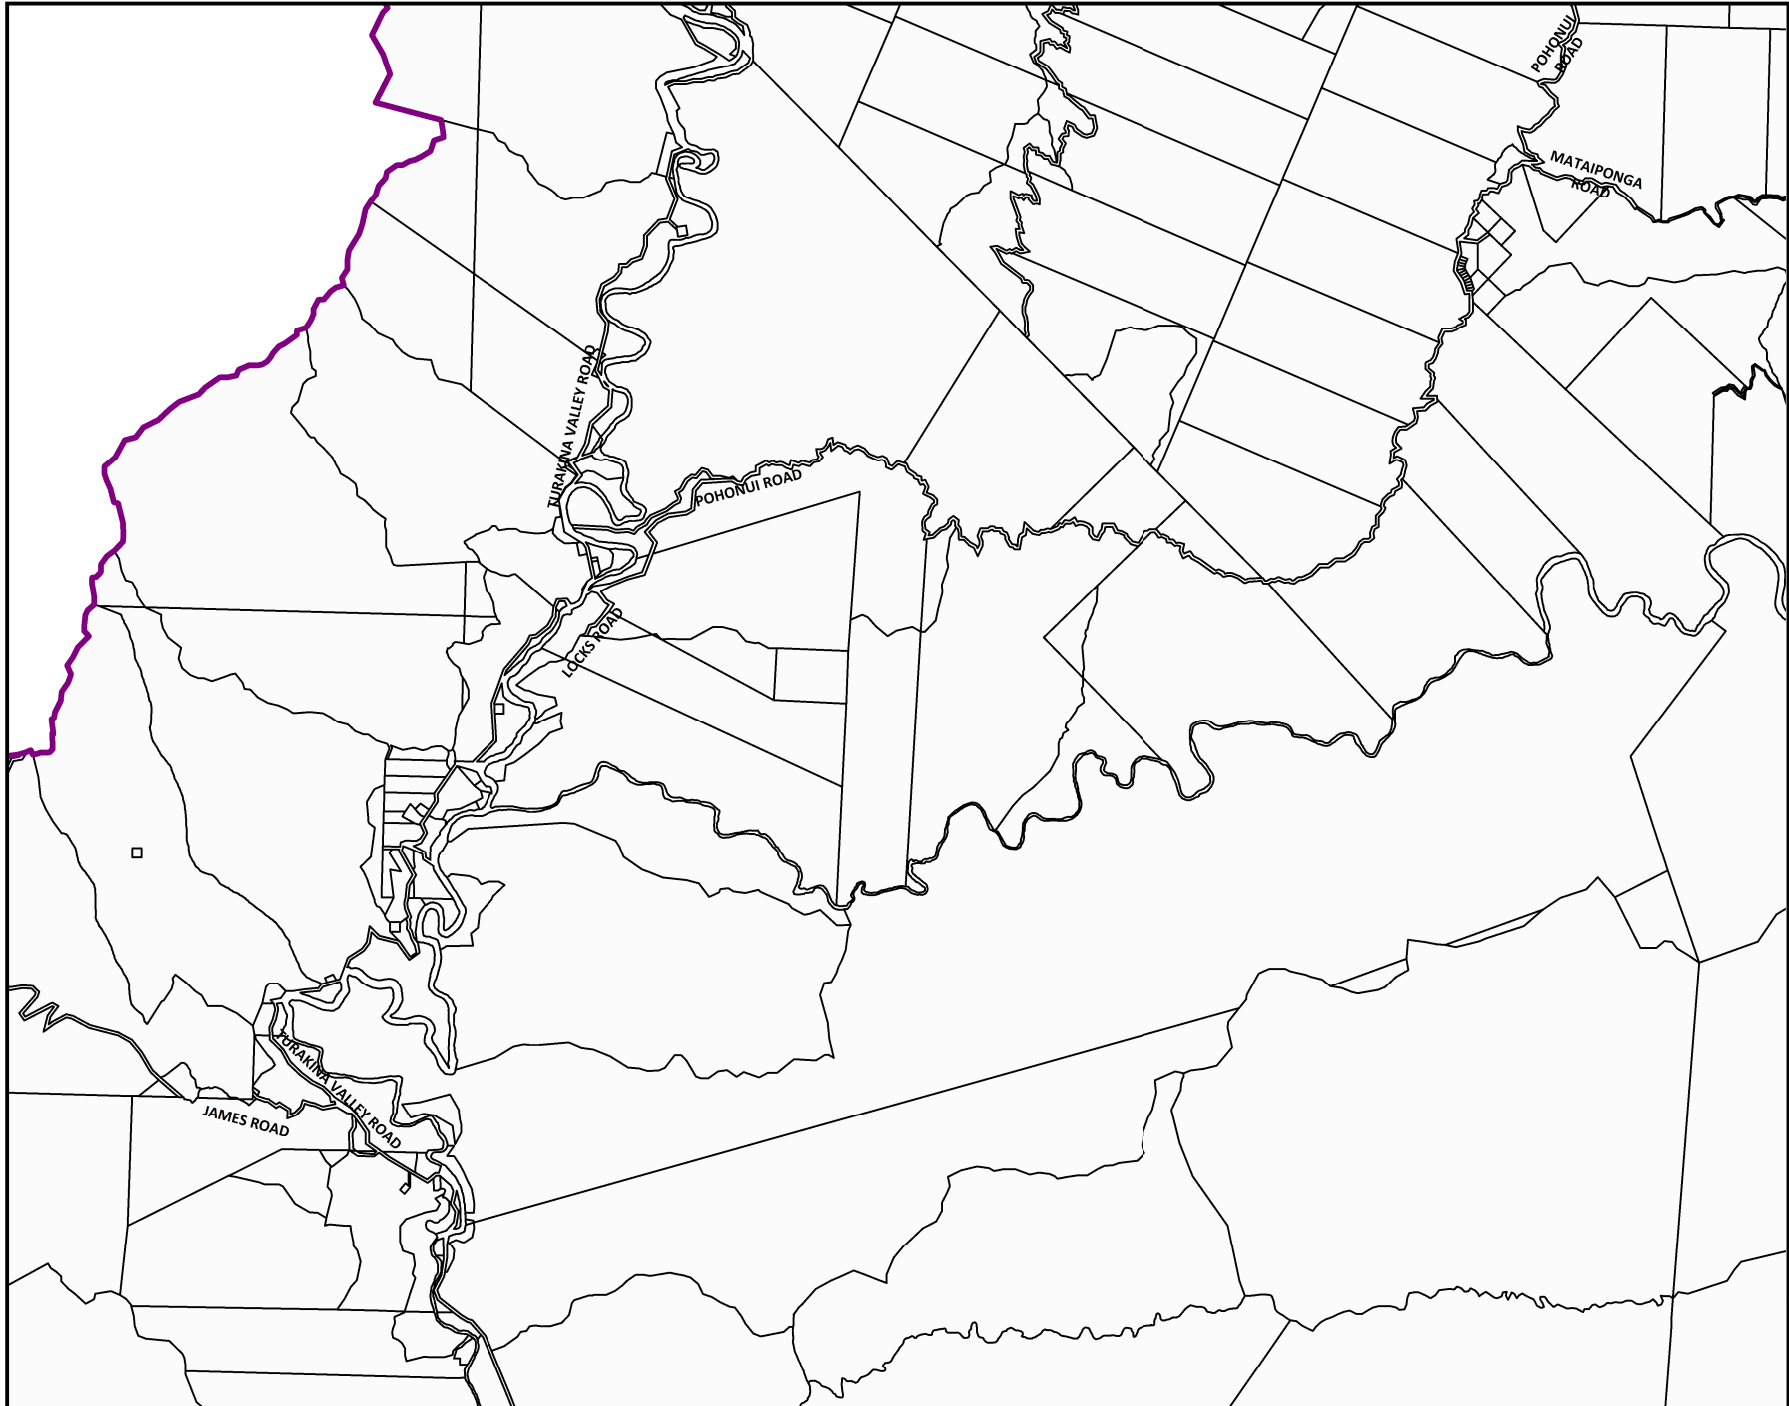 POHONUI
ROAD
MATAIPONGA
ROAD
TURAKINA VALLEY ROAD
POHONUI ROAD
LOCKS ROAD
TURAKINA VALLEY ROAD
JAMES ROAD